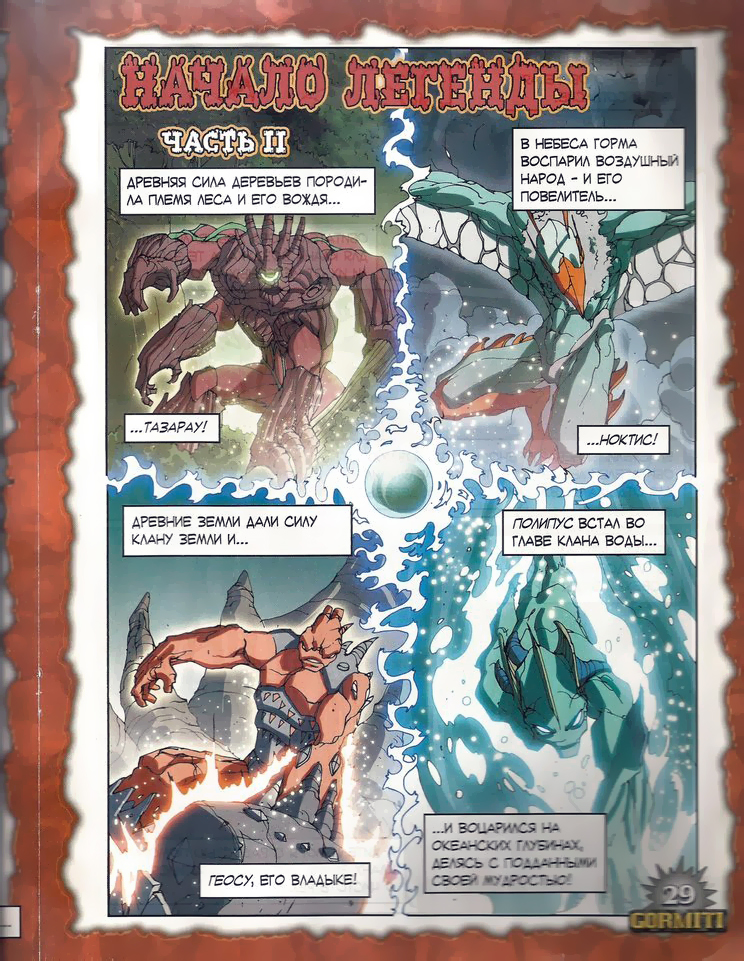 НАЧАЛО ЛЕГЕНДЫ
ЧАСТЬ II
ДРЕВНЯЯ СИЛА ДЕРЕВЬЕВ ПОРОДИ-
ЛА ПЛЕМЯ ЛЕСА И ЕГО ВОЖДЯ...
...ТАЗАРАУ!
В НЕБЕСА ГОРМА
ВОСПАРИЛ ВОЗДУШНЫЙ
НАРОД - И ЕГО
ПОВЕЛИТЕЛЬ...
...НОКТИС!
ДРЕВНИЕ ЗЕМЛИ ДАЛИ СИЛУ
КЛАНУ ЗЕМЛИ И...
ГЕОСУ, ЕГО ВЛАДЫКЕ!
ПОЛИПУС ВСТАЛ ВО
ГЛАВЕ КЛАНА ВОДЫ...
...И ВОЦАРИЛСЯ НА
ОКЕАНСКИХ ГЛУБИНАХ,
ДЕЛЯСЬ С ПОДДАННЫМИ
СВОЕЙ МУДРОСТЬЮ!
29
GORMITI